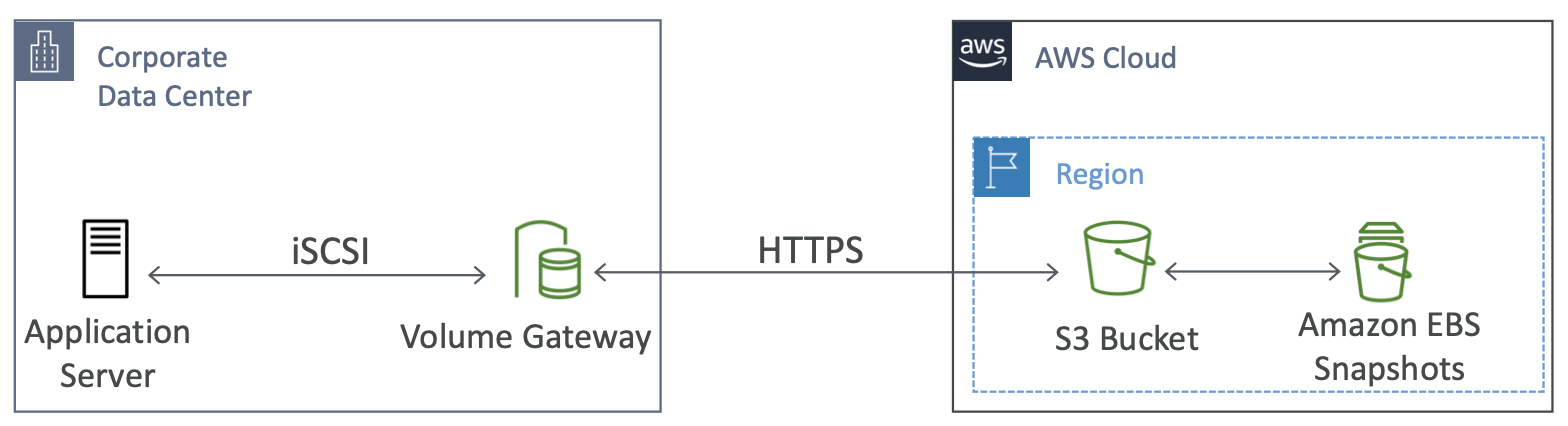 Corporate
Data Center
aws
AWS Cloud
Region
iSCSI
HTTPS
Application
Server
Volume Gateway
S3 Bucket
Amazon EBS
Snapshots